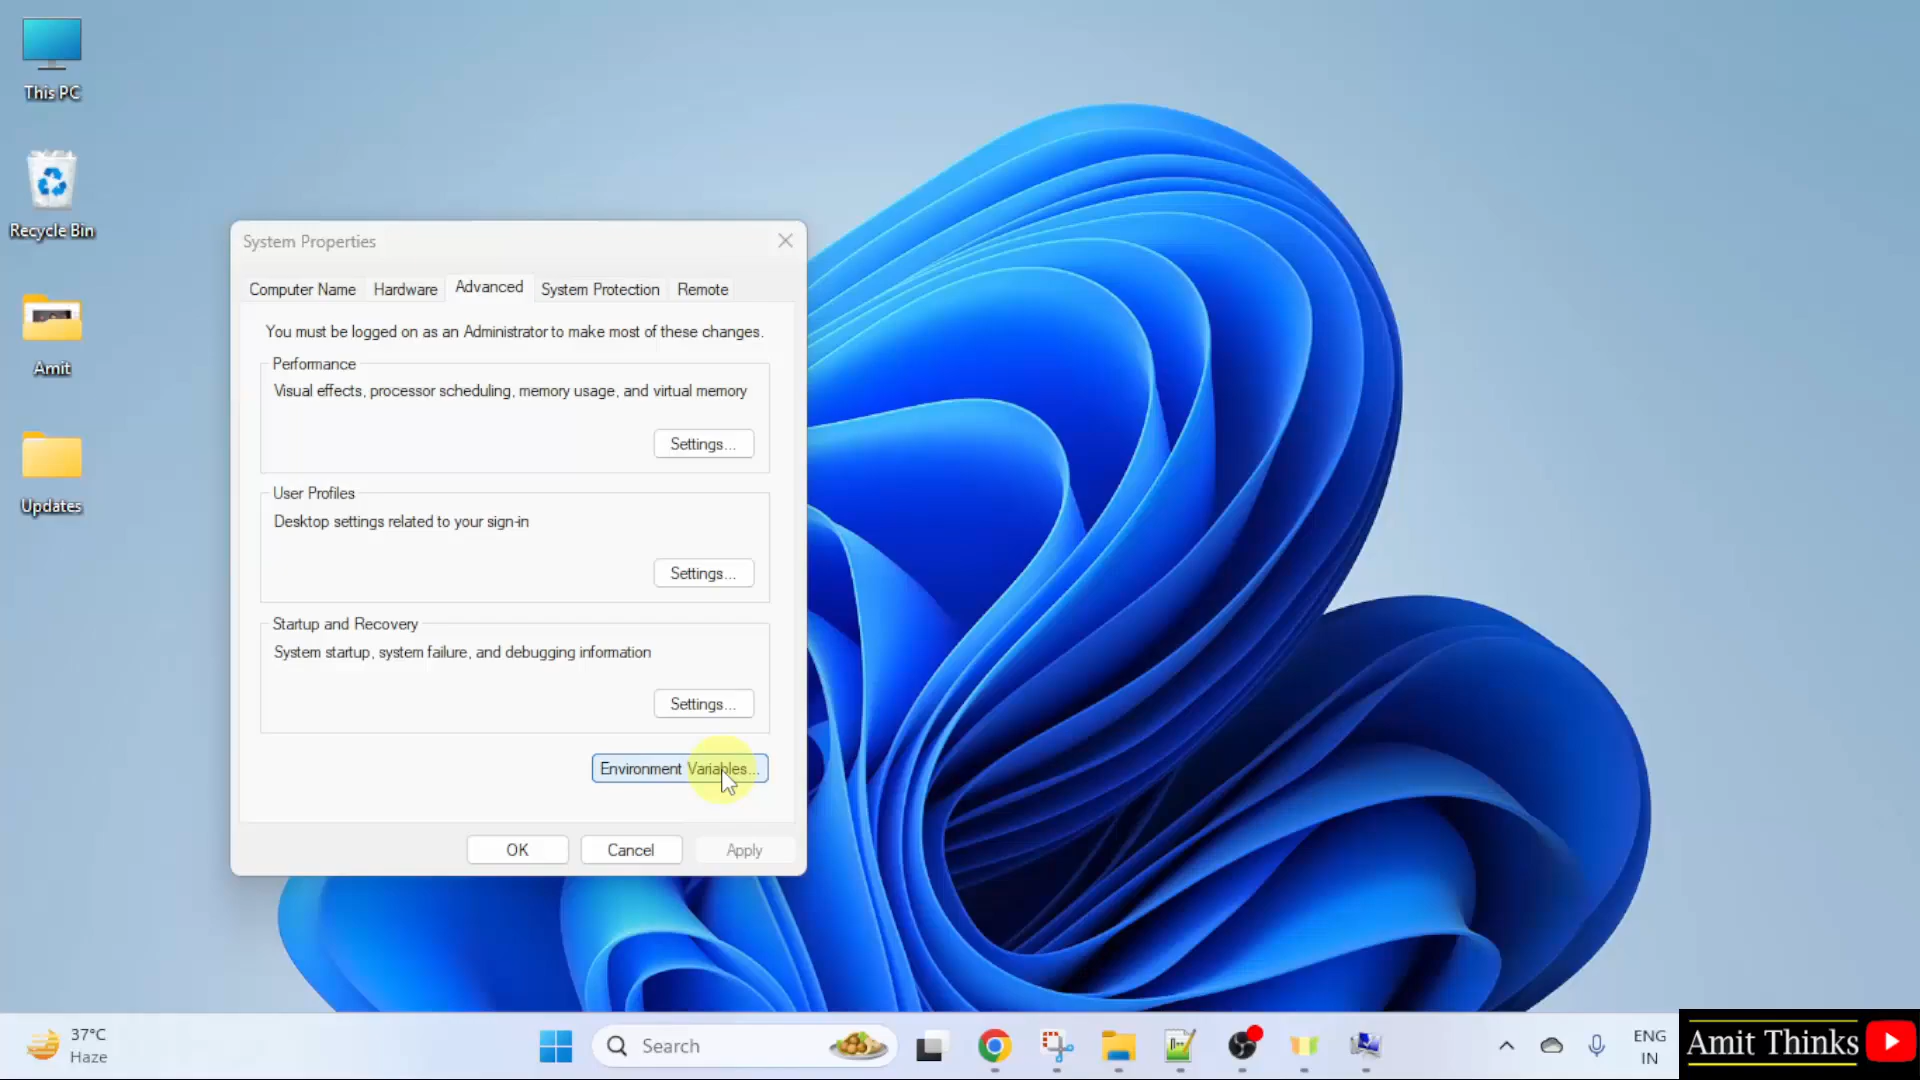 This PC
Recycle Bin
Amit
Updates
System Properties
Computer Name
Hardware
Advanced
System Protection
Remote
You must be logged on as an Administrator to make most of these changes.
Performance
Visual effects, processor scheduling, memory usage, and virtual memory
Settings...
User Profiles
Desktop settings related to your sign-in
Settings...
Startup and Recovery
System startup, system failure, and debugging information
Settings...
Environment Variables...
OK
Cancel
Apply
37°C
Haze
Search
ENG
IN
Amit Thinks